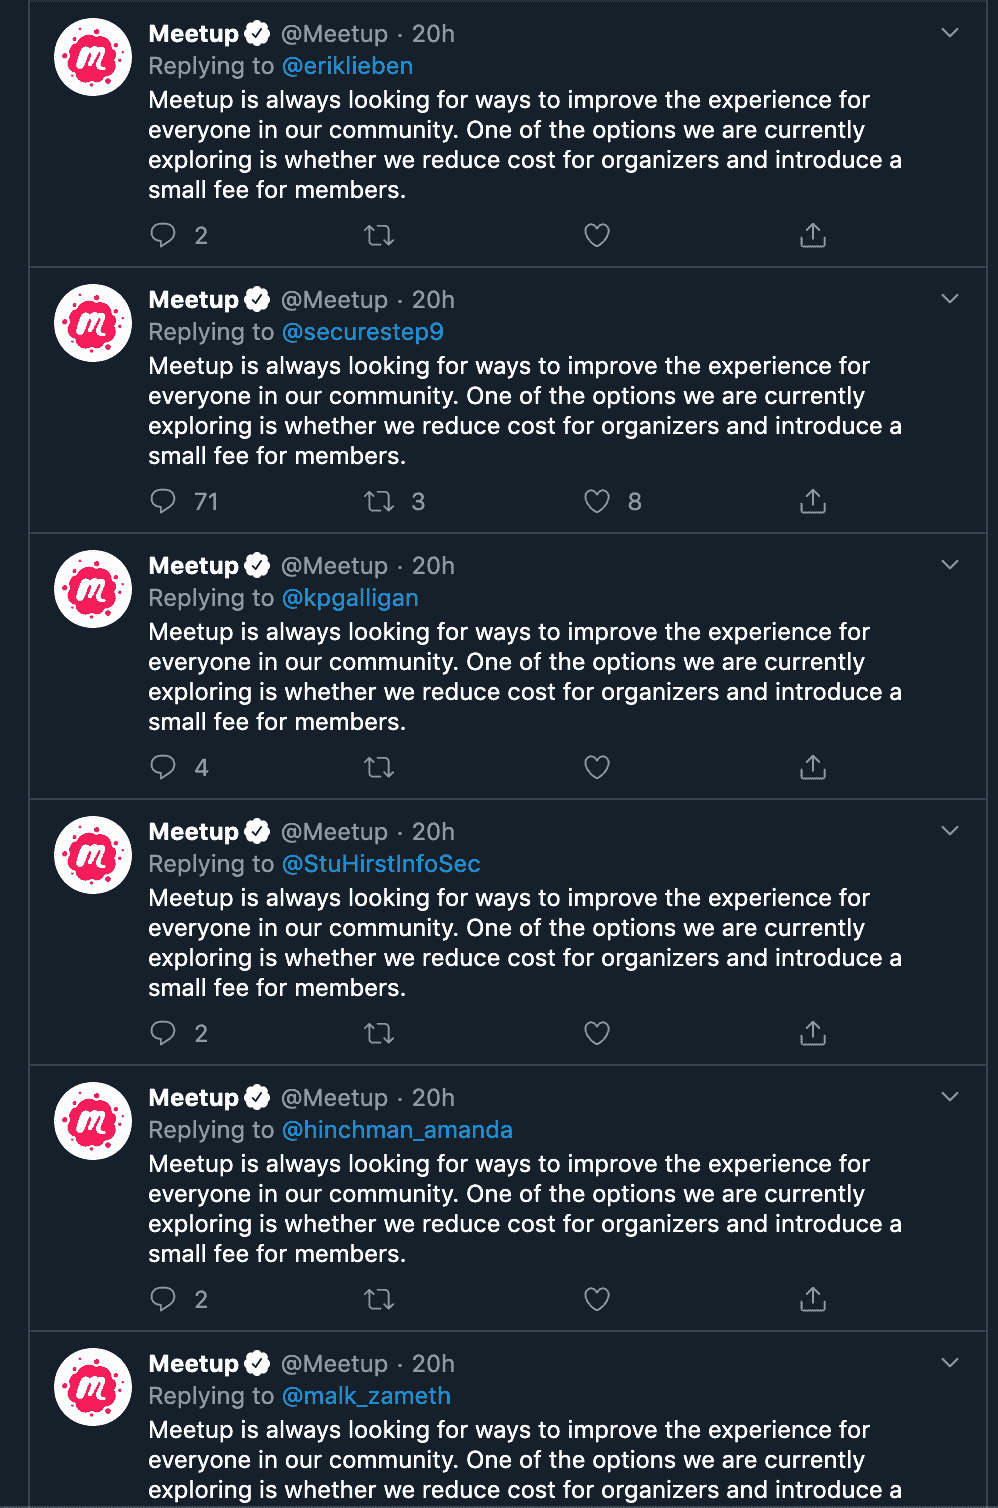 Meetup @Meetup · 20h
Replying to @eriklieben
Meetup is always looking for ways to improve the experience for
everyone in our community. One of the options we are currently
exploring is whether we reduce cost for organizers and introduce a
small fee for members.
2
Meetup @Meetup · 20h
Replying to @securestep9
Meetup is always looking for ways to improve the experience for
everyone in our community. One of the options we are currently
exploring is whether we reduce cost for organizers and introduce a
small fee for members.
71 3 8
Meetup @Meetup · 20h
Replying to @kpgalligan
Meetup is always looking for ways to improve the experience for
everyone in our community. One of the options we are currently
exploring is whether we reduce cost for organizers and introduce a
small fee for members.
4
Meetup @Meetup · 20h
Replying to @StuHirstInfoSec
Meetup is always looking for ways to improve the experience for
everyone in our community. One of the options we are currently
exploring is whether we reduce cost for organizers and introduce a
small fee for members.
2
Meetup @Meetup · 20h
Replying to @hinchman_amanda
Meetup is always looking for ways to improve the experience for
everyone in our community. One of the options we are currently
exploring is whether we reduce cost for organizers and introduce a
small fee for members.
2
Meetup @Meetup · 20h
Replying to @malk_zameth
Meetup is always looking for ways to improve the experience for
everyone in our community. One of the options we are currently
exploring is whether we reduce cost for organizers and introduce a